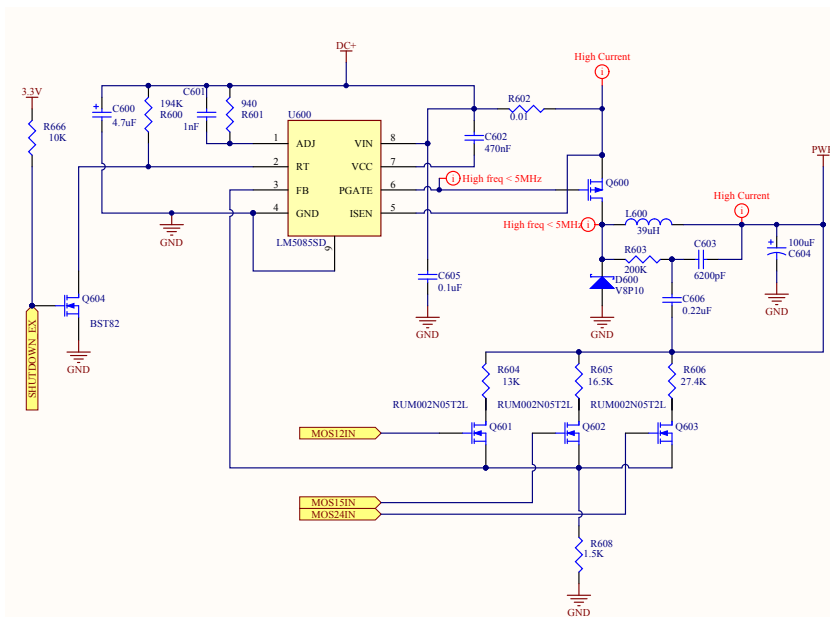 DC+
High Current
3.3V
R666
10K
C600
4.7uF
194K
R600
C601
1nF
940
R601
U600
1
ADJ
VIN
8
2
RT
VCC
7
3
FB
PGATE
6
4
GND
ISEN
5
LM5085SD
9
R602
0.01
C602
470nF
High freq < 5MHz
Q600
High freq < 5MHz
L600
39uH
High Current
R603
200K
C603
6200pF
100uF
C604
GND
D600
V8P10
GND
C606
0.22uF
C605
0.1uF
GND
GND
Q604
BST82
GND
SHUTDOWN_EX
R604
13K
R605
16.5K
R606
27.4K
RUM002N05T2L
RUM002N05T2L
RUM002N05T2L
Q601
Q602
Q603
MOS12IN
MOS15IN
MOS24IN
R608
1.5K
GND